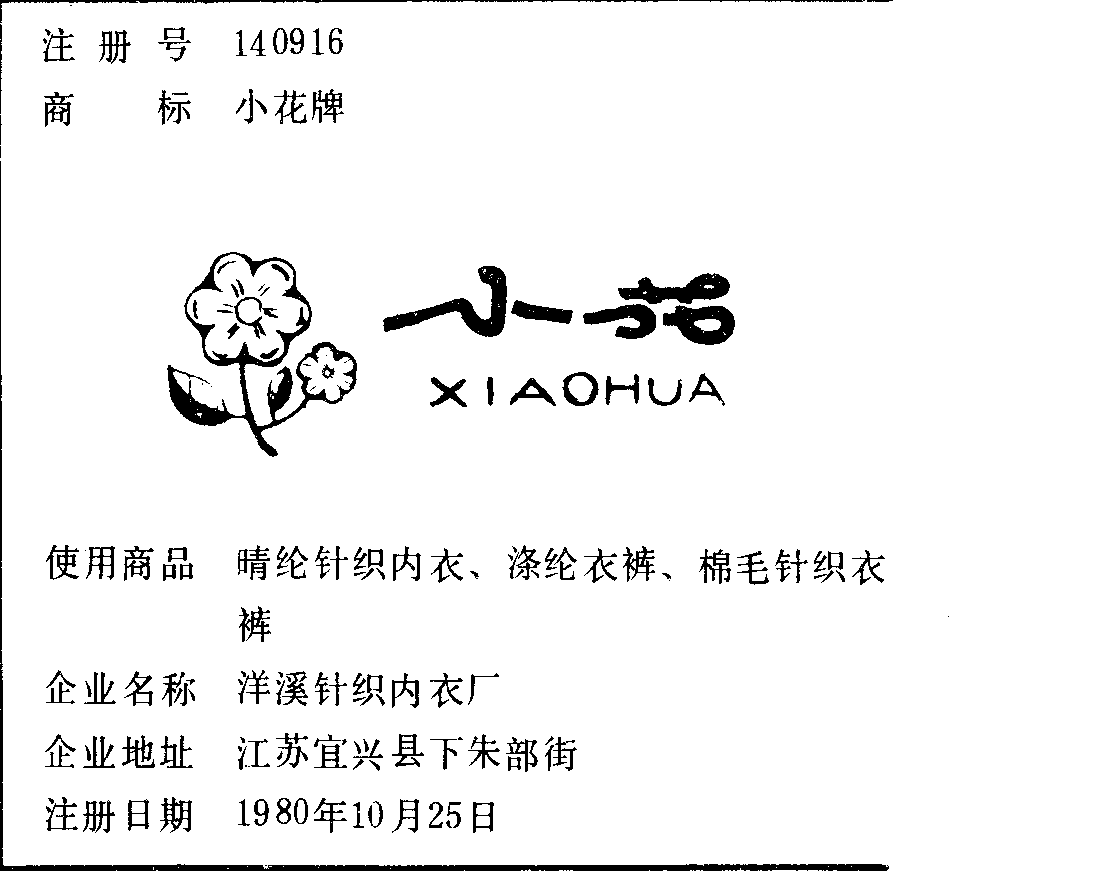 注册号 140916
商标 小花牌
小花
XIAOHUA
使用商品 晴纶针织内衣、涤纶衣裤、棉毛针织衣
裤
企业名称 洋溪针织内衣厂
企业地址 江苏宜兴县下朱部街
注册日期 1980年10月25日